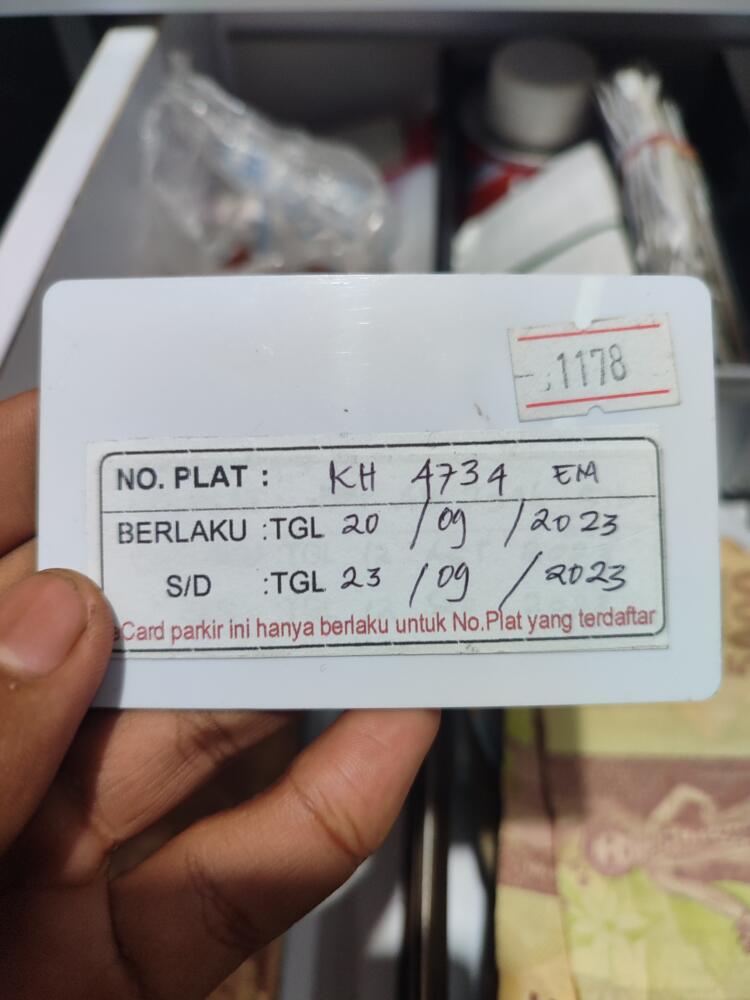 1178
NO. PLAT : KH 4734 EM
BERLAKU :TGL 20 / 09 / 2023
S/D :TGL 23 / 09 / 2023
eCard parkir ini hanya berlaku untuk No.Plat yang terdaftar